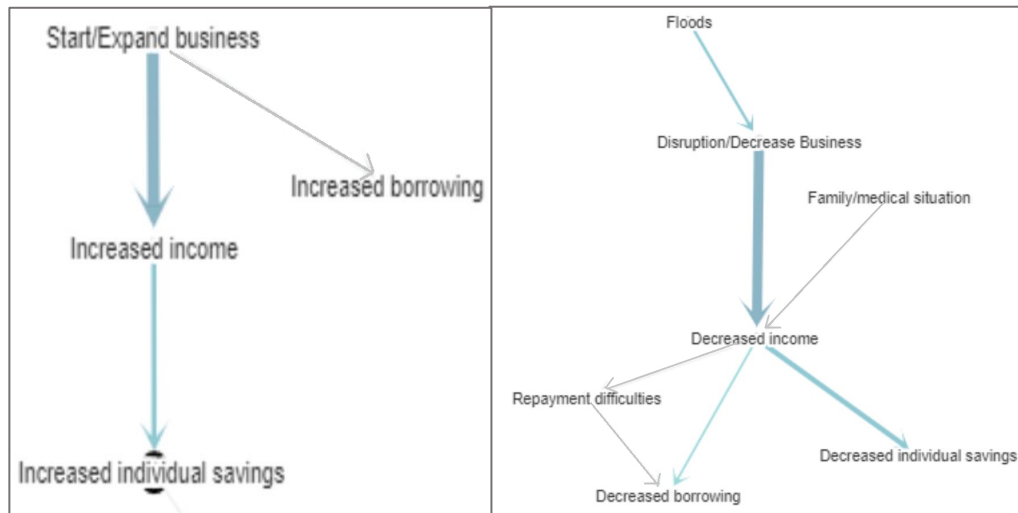 Start/Expand business
Increased borrowing
Increased income
Increased individual savings
Floods
Disruption/Decrease Business
Family/medical situation
Decreased income
Repayment difficulties
Decreased individual savings
Decreased borrowing